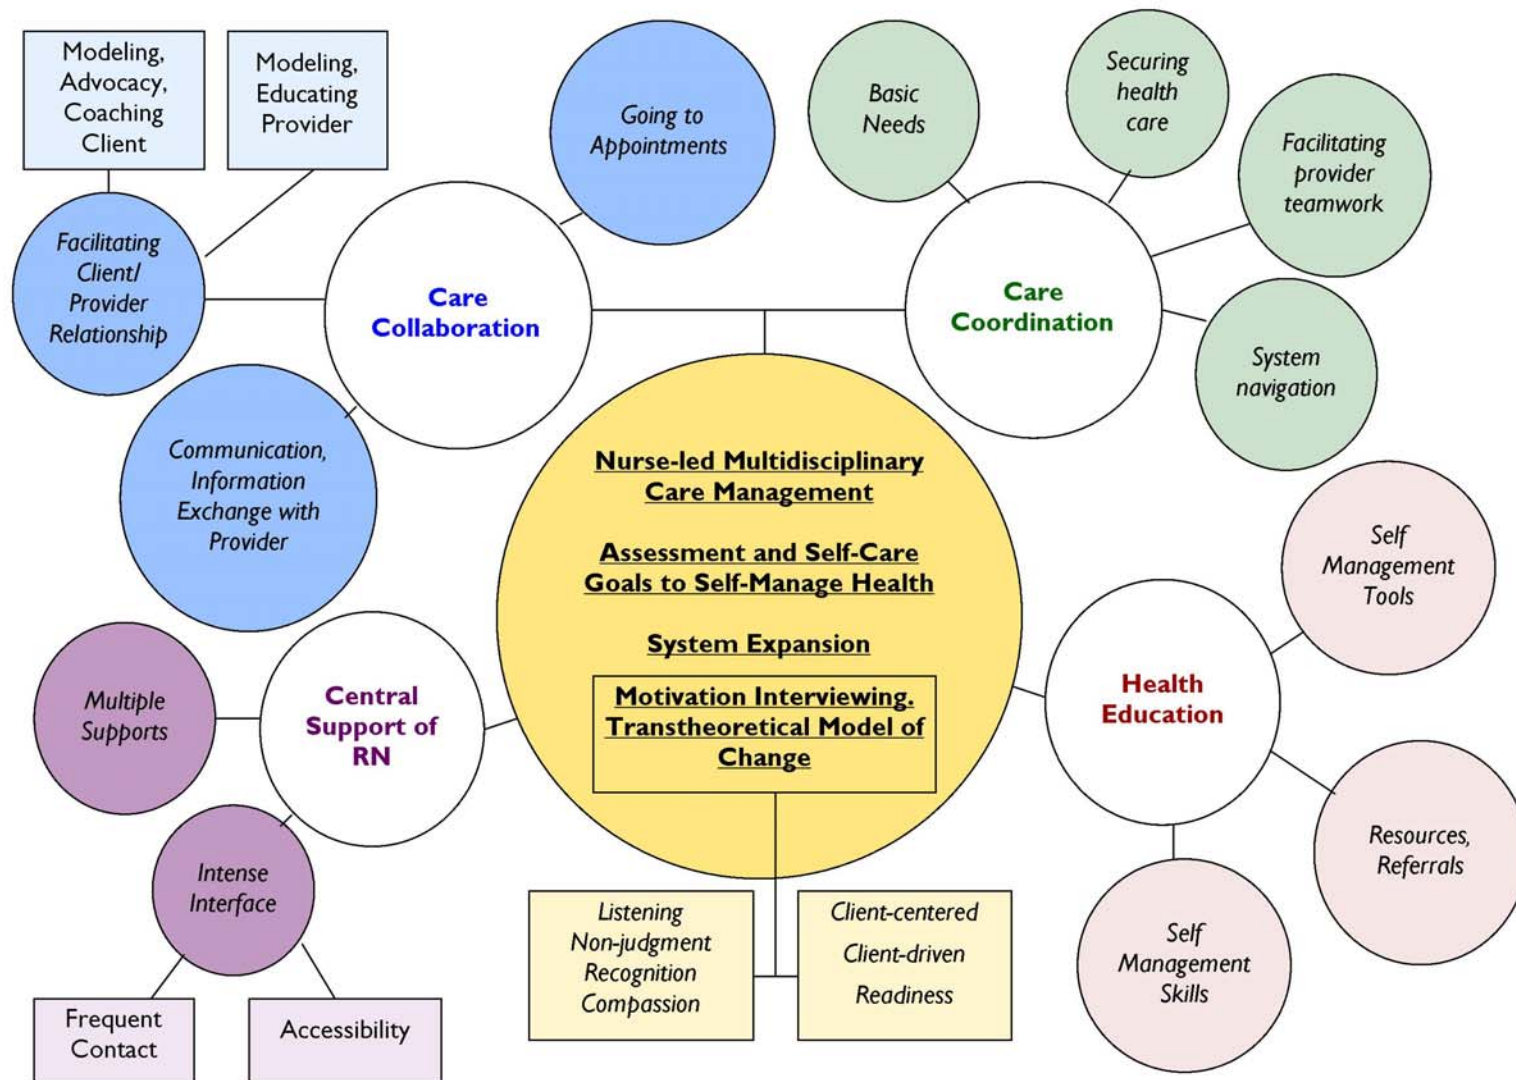 Modeling,
Advocacy,
Coaching
Client
Modeling,
Educating
Provider
Going to
Appointments
Basic
Needs
Securing
health
care
Facilitating
provider
teamwork
Facilitating
Client/
Provider
Relationship
Care
Collaboration
Care
Coordination
System
navigation
Communication,
Information
Exchange with
Provider
Nurse-led Multidisciplinary
Care Management
Assessment and Self-Care
Goals to Self-Manage Health
System Expansion
Motivation Interviewing.
Transtheoretical Model of
Change
Self
Management
Tools
Multiple
Supports
Central
Support of
RN
Health
Education
Resources,
Referrals
Intense
Interface
Listening
Non-judgment
Recognition
Compassion
Client-centered
Client-driven
Readiness
Self
Management
Skills
Frequent
Contact
Accessibility